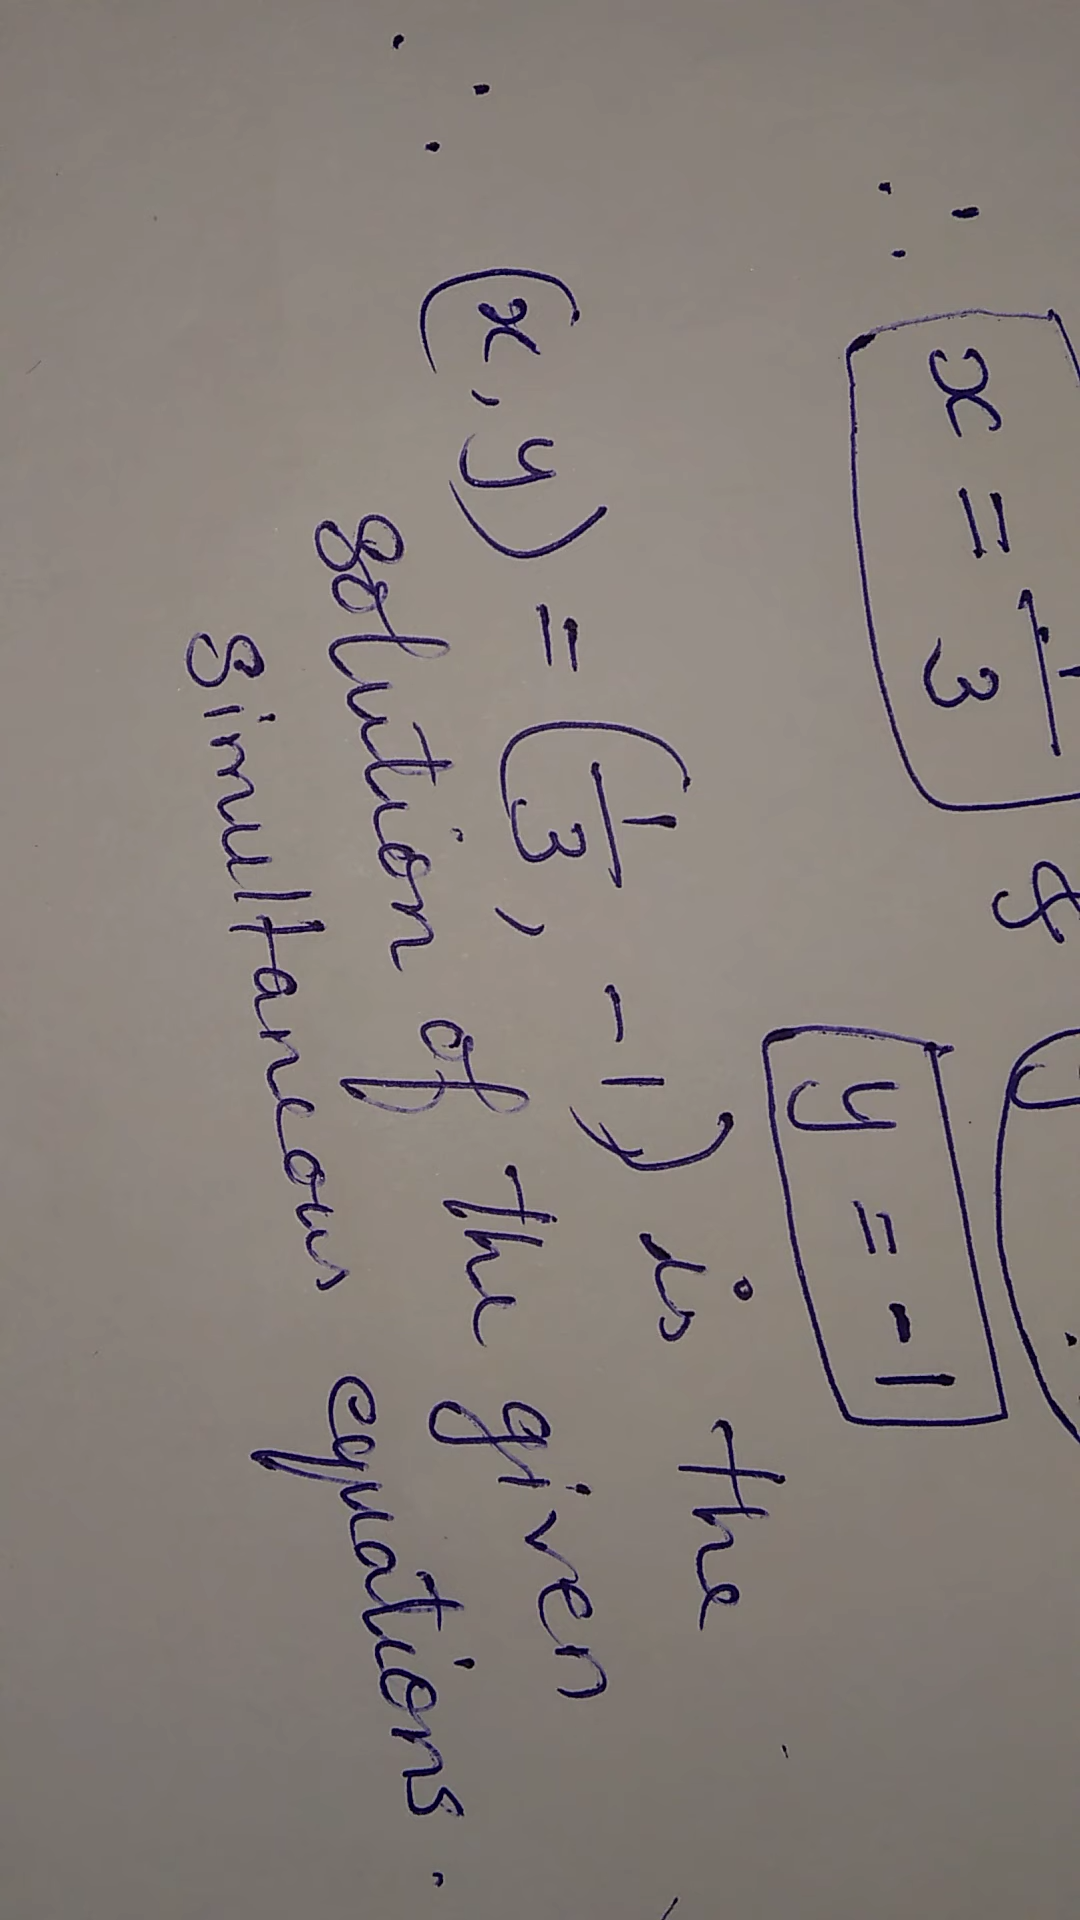 ∴ x = 1/3 & y = -1
∴ (x, y) = (1/3, -1) is the
solution of the given
simultaneous equations.